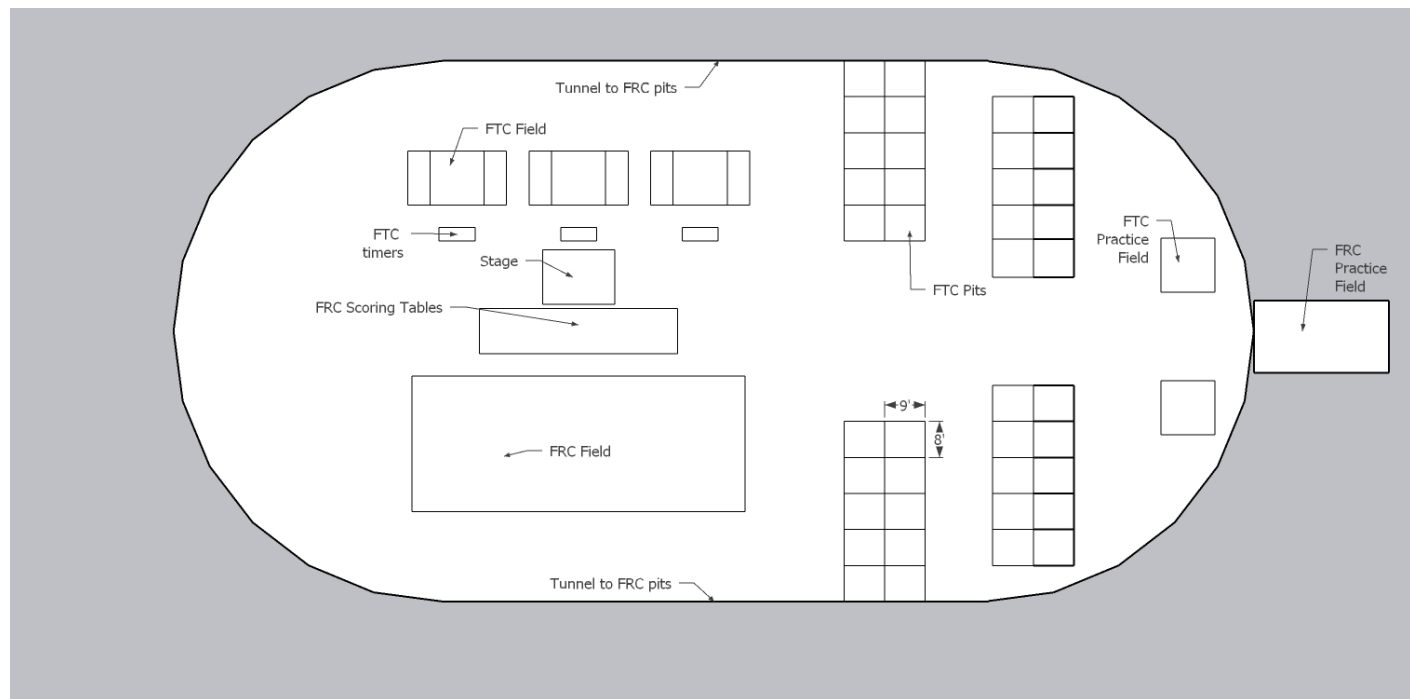 Tunnel to FRC pits
FTC Field
FTC
timers
Stage
FRC Scoring Tables
FTC Pits
FTC
Practice
Field
FRC
Practice
Field
9'
8'
FRC Field
Tunnel to FRC pits